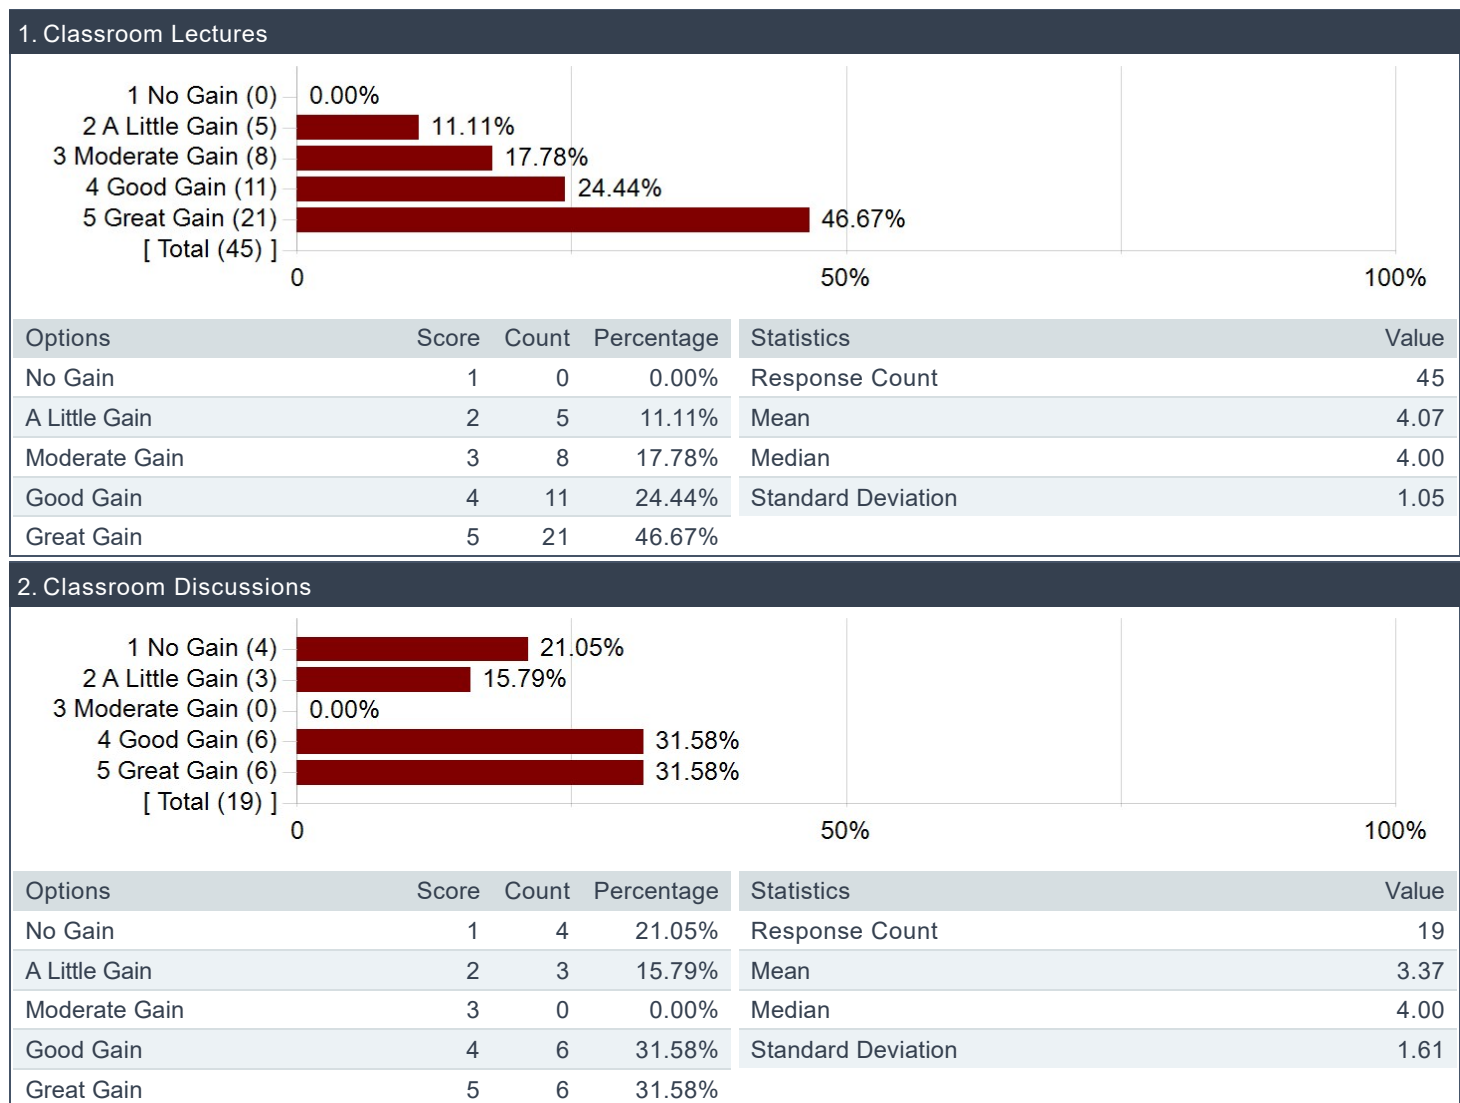 1. Classroom Lectures
1 No Gain (0) 0.00%
2 A Little Gain (5) 11.11%
3 Moderate Gain (8) 17.78%
4 Good Gain (11) 24.44%
5 Great Gain (21) 46.67%
[ Total (45) ]
0 50% 100%
Options Score Count Percentage Statistics Value
No Gain 1 0 0.00% Response Count 45
A Little Gain 2 5 11.11% Mean 4.07
Moderate Gain 3 8 17.78% Median 4.00
Good Gain 4 11 24.44% Standard Deviation 1.05
Great Gain 5 21 46.67%
2. Classroom Discussions
1 No Gain (4) 21.05%
2 A Little Gain (3) 15.79%
3 Moderate Gain (0) 0.00%
4 Good Gain (6) 31.58%
5 Great Gain (6) 31.58%
[ Total (19) ]
0 50% 100%
Options Score Count Percentage Statistics Value
No Gain 1 4 21.05% Response Count 19
A Little Gain 2 3 15.79% Mean 3.37
Moderate Gain 3 0 0.00% Median 4.00
Good Gain 4 6 31.58% Standard Deviation 1.61
Great Gain 5 6 31.58%